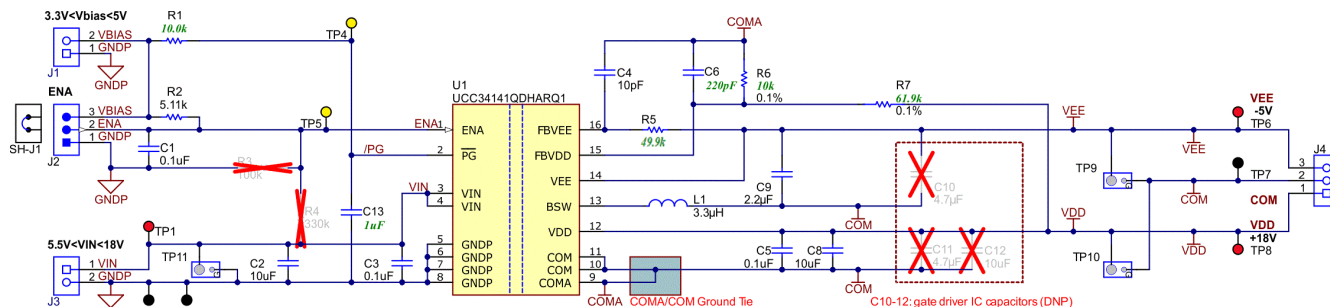 3.3V<Vbias<5V
2 VBIAS
1 GNDP
J1
GNDP
R1
10.0k
TP4
ENA
3 VBIAS
2 ENA
1 GNDP
SH-J1
J2
GNDP
R2
5.11k
TP5
C1
0.1uF
R3
100k
R4
330k
/PG
VIN
C13
1uF
5.5V<VIN<18V
1 VIN
2 GNDP
J3
GNDP
TP1
TP11
C2
10uF
C3
0.1uF
U1
UCC34141QDHARQ1
ENA 1 ENA
2 PG
3 VIN
4 VIN
5 GNDP
6 GNDP
7 GNDP
8 GNDP
FBVEE 16
FBVDD 15
VEE 14
BSW 13
VDD 12
COM 11
COM 10
COMA 9
COMA
C4
10pF
C6
220pF
R6
10k
0.1%
R5
49.9k
R7
61.9k
0.1%
L1
3.3μH
C9
2.2μF
COM
C5
0.1uF
C8
10uF
COM
COMA
COMA/COM Ground Tie
C10
4.7μF
C11
4.7μF
C12
10uF
C10-12: gate driver IC capacitors (DNP)
VEE
VDD
TP9
TP10
VEE
COM
VDD
VEE
-5V
TP6
TP7
COM
VDD
+18V
TP8
J4
3
2
1